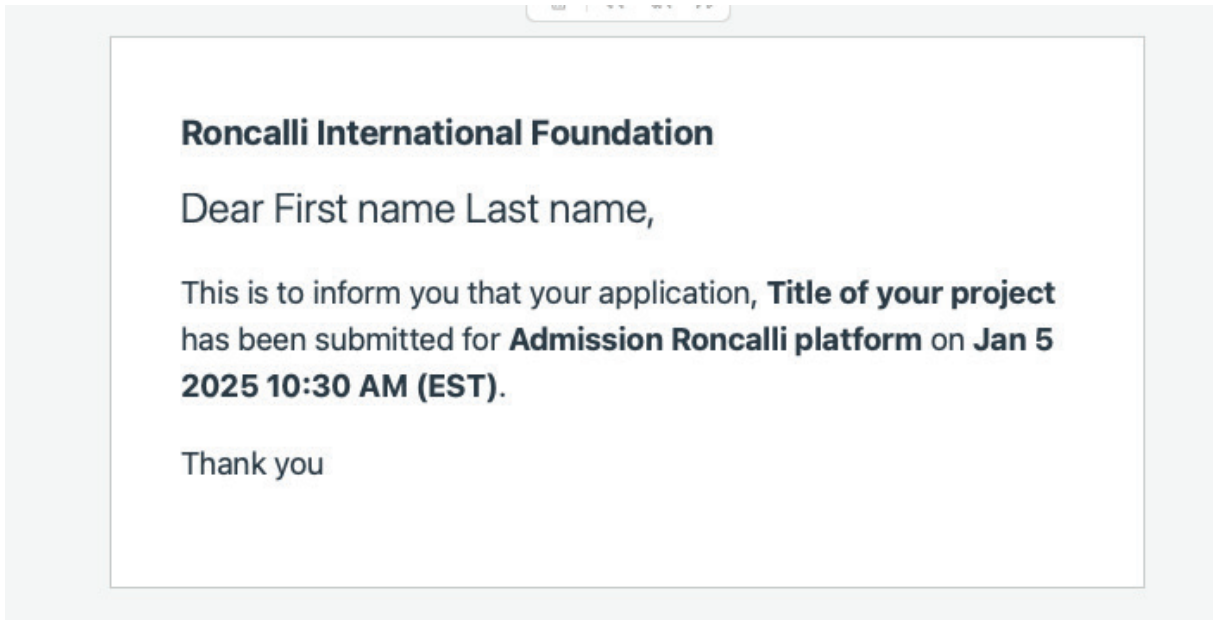 Roncalli International Foundation
Dear First name Last name,
This is to inform you that your application, Title of your project
has been submitted for Admission Roncalli platform on Jan 5
2025 10:30 AM (EST).
Thank you